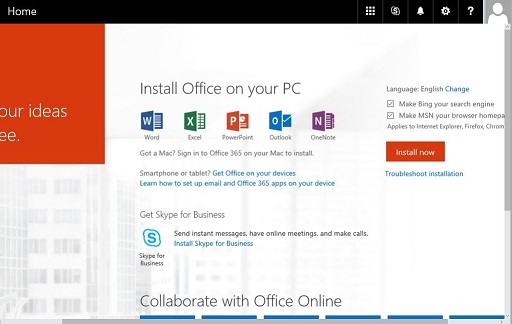 Home
?
our ideas
ee.
Install Office on your PC
Language: English Change
Make Bing your search engine
Make MSN your browser homepa
Applies to Internet Explorer, Firefox, Chrom
Word Excel PowerPoint Outlook OneNote
Install now
Got a Mac? Sign in to Office 365 on your Mac to install.
Troubleshoot installation
Smartphone or tablet? Get Office on your devices
Learn how to set up email and Office 365 apps on your device
Get Skype for Business
Send instant messages, have online meetings, and make calls.
Install Skype for Business
Skype for
Business
Collaborate with Office Online